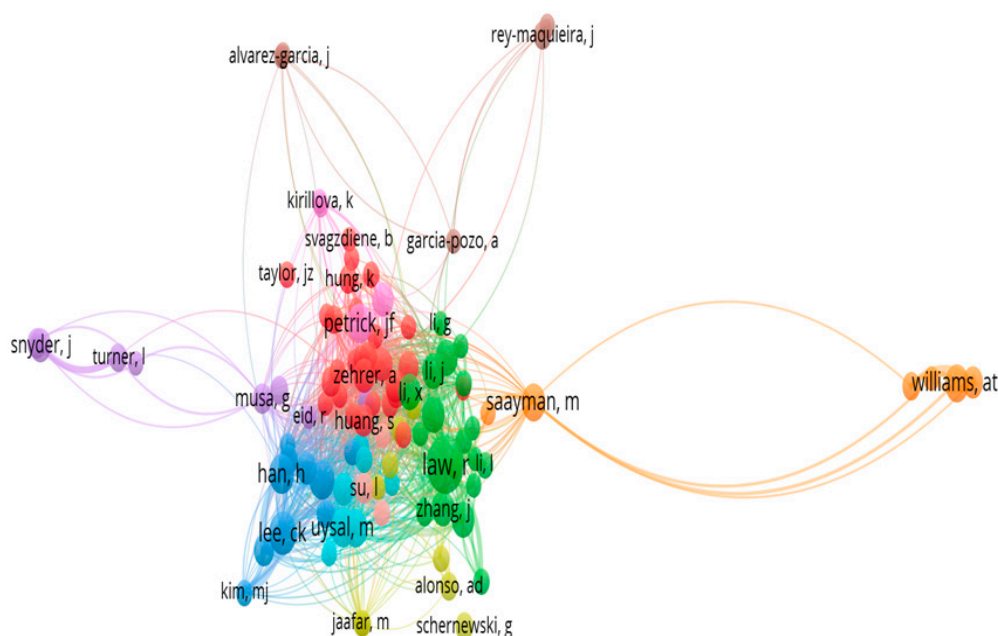 rey-maquieira, j
alvarez-garcia, j
kirillova, k
svagzdiene, b
garcia-pozo, a
taylor, jz
hung, k
petrick, jf
li, g
snyder, j
turner, l
li, j
zehrer, a
williams, at
musa, g
li, x
saayman, m
eid, r
huang, s
law, r
li, l
han, h
su, l
zhang, j
lee, ck
uysal, m
kim, mj
alonso, ad
jaafar, m
schernewski, g